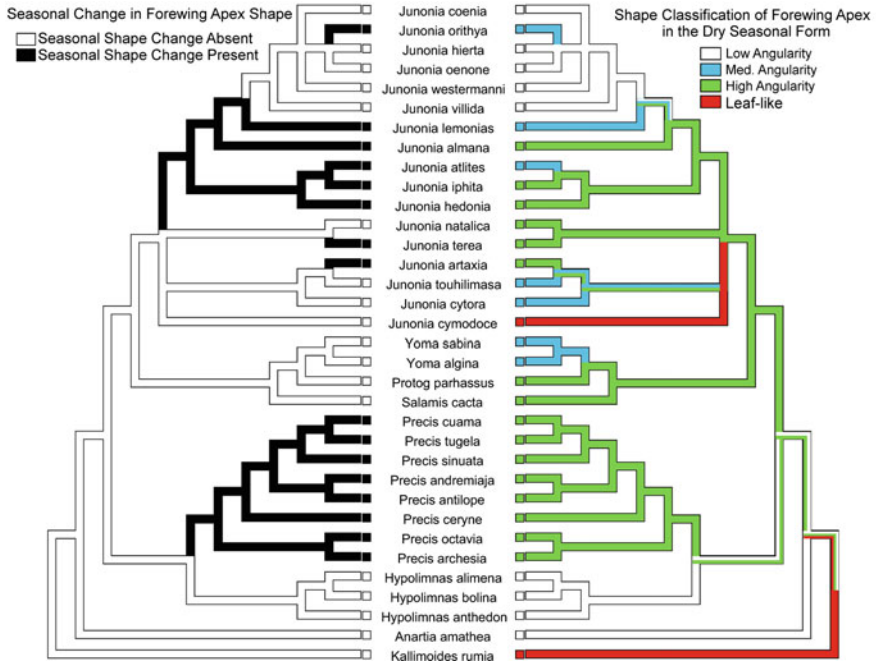 Seasonal Change in Forewing Apex Shape
Seasonal Shape Change Absent
Seasonal Shape Change Present
Shape Classification of Forewing Apex
in the Dry Seasonal Form
Low Angularity
Med. Angularity
High Angularity
Leaf-like
Junonia coenia
Junonia orithya
Junonia hierta
Junonia oenone
Junonia westermanni
Junonia villida
Junonia lemonias
Junonia almana
Junonia atlites
Junonia iphita
Junonia hedonia
Junonia natalica
Junonia terea
Junonia artaxia
Junonia touhilimasa
Junonia cytora
Junonia cymodoce
Yoma sabina
Yoma algina
Protog parhassus
Salamis cacta
Precis cuama
Precis tugela
Precis sinuata
Precis andremiaja
Precis antilope
Precis ceryne
Precis octavia
Precis archesia
Hypolimnas alimena
Hypolimnas bolina
Hypolimnas anthedon
Anartia amathea
Kallimoides rumia